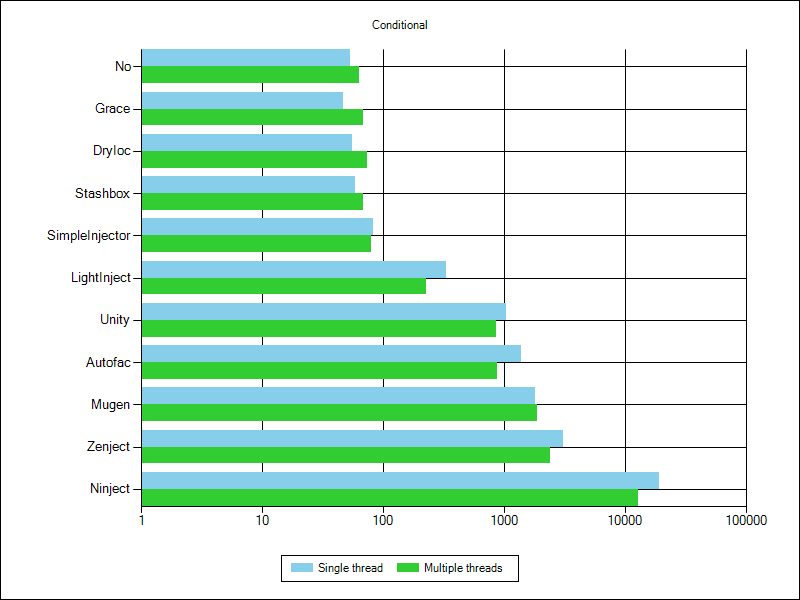 Conditional
No
Grace
DryIoc
Stashbox
SimpleInjector
LightInject
Unity
Autofac
Mugen
Zenject
Ninject
1 10 100 1000 10000 100000
Single thread Multiple threads